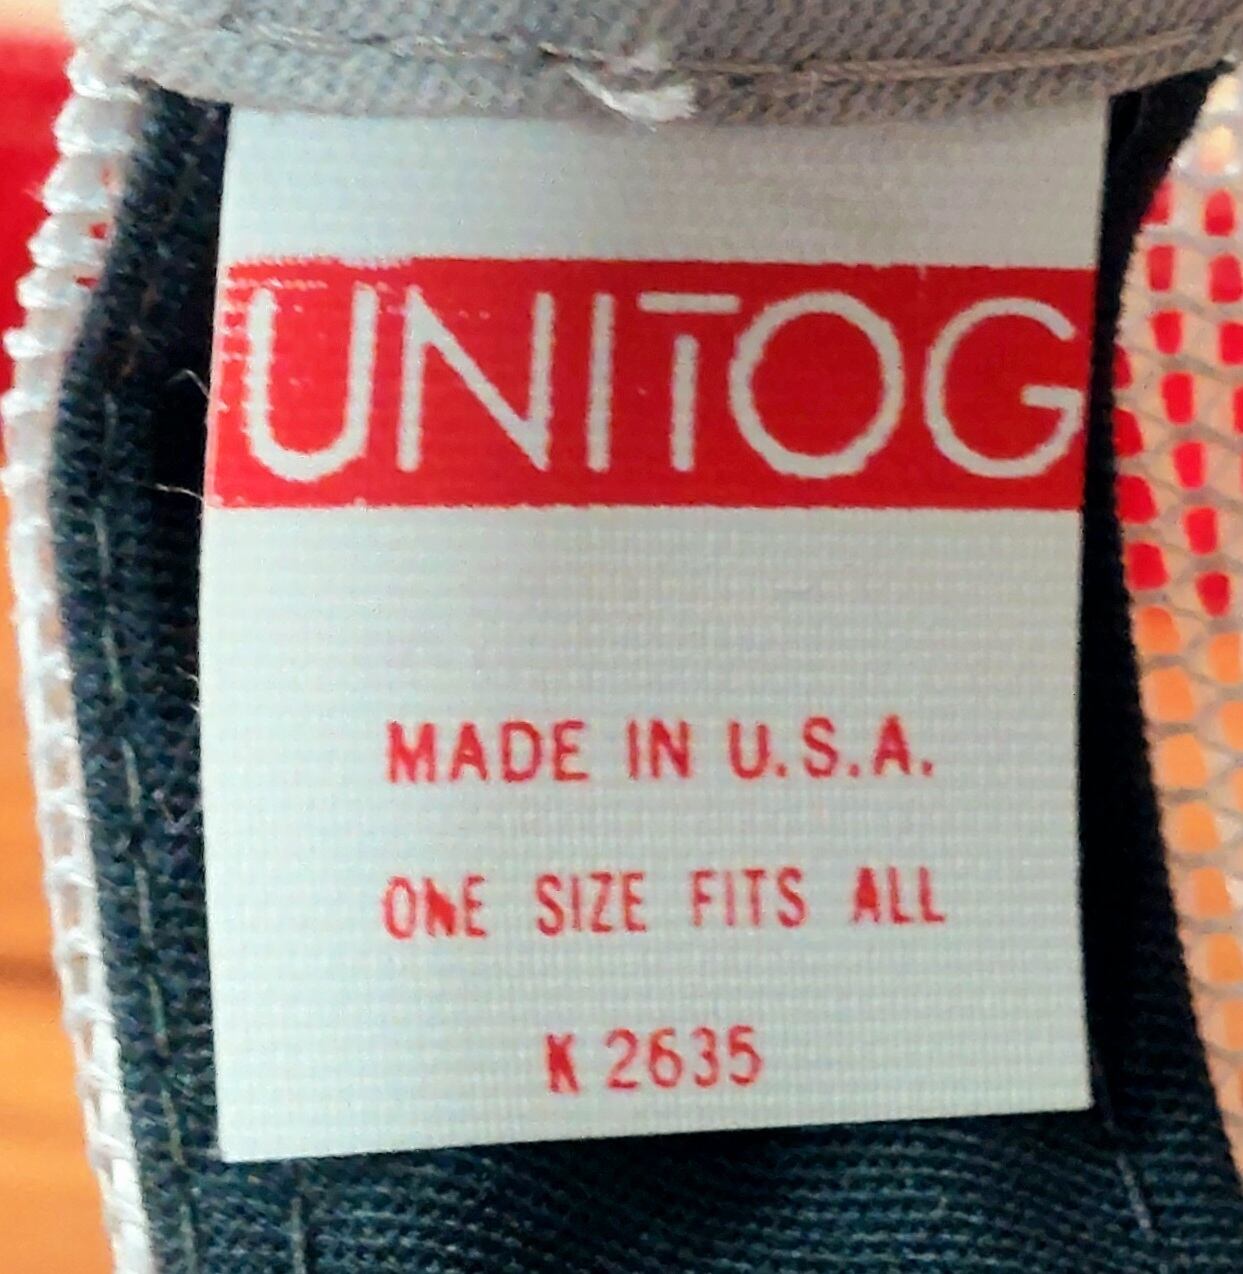 UNITOG
MADE IN U.S.A.
ONE SIZE FITS ALL
K 2635